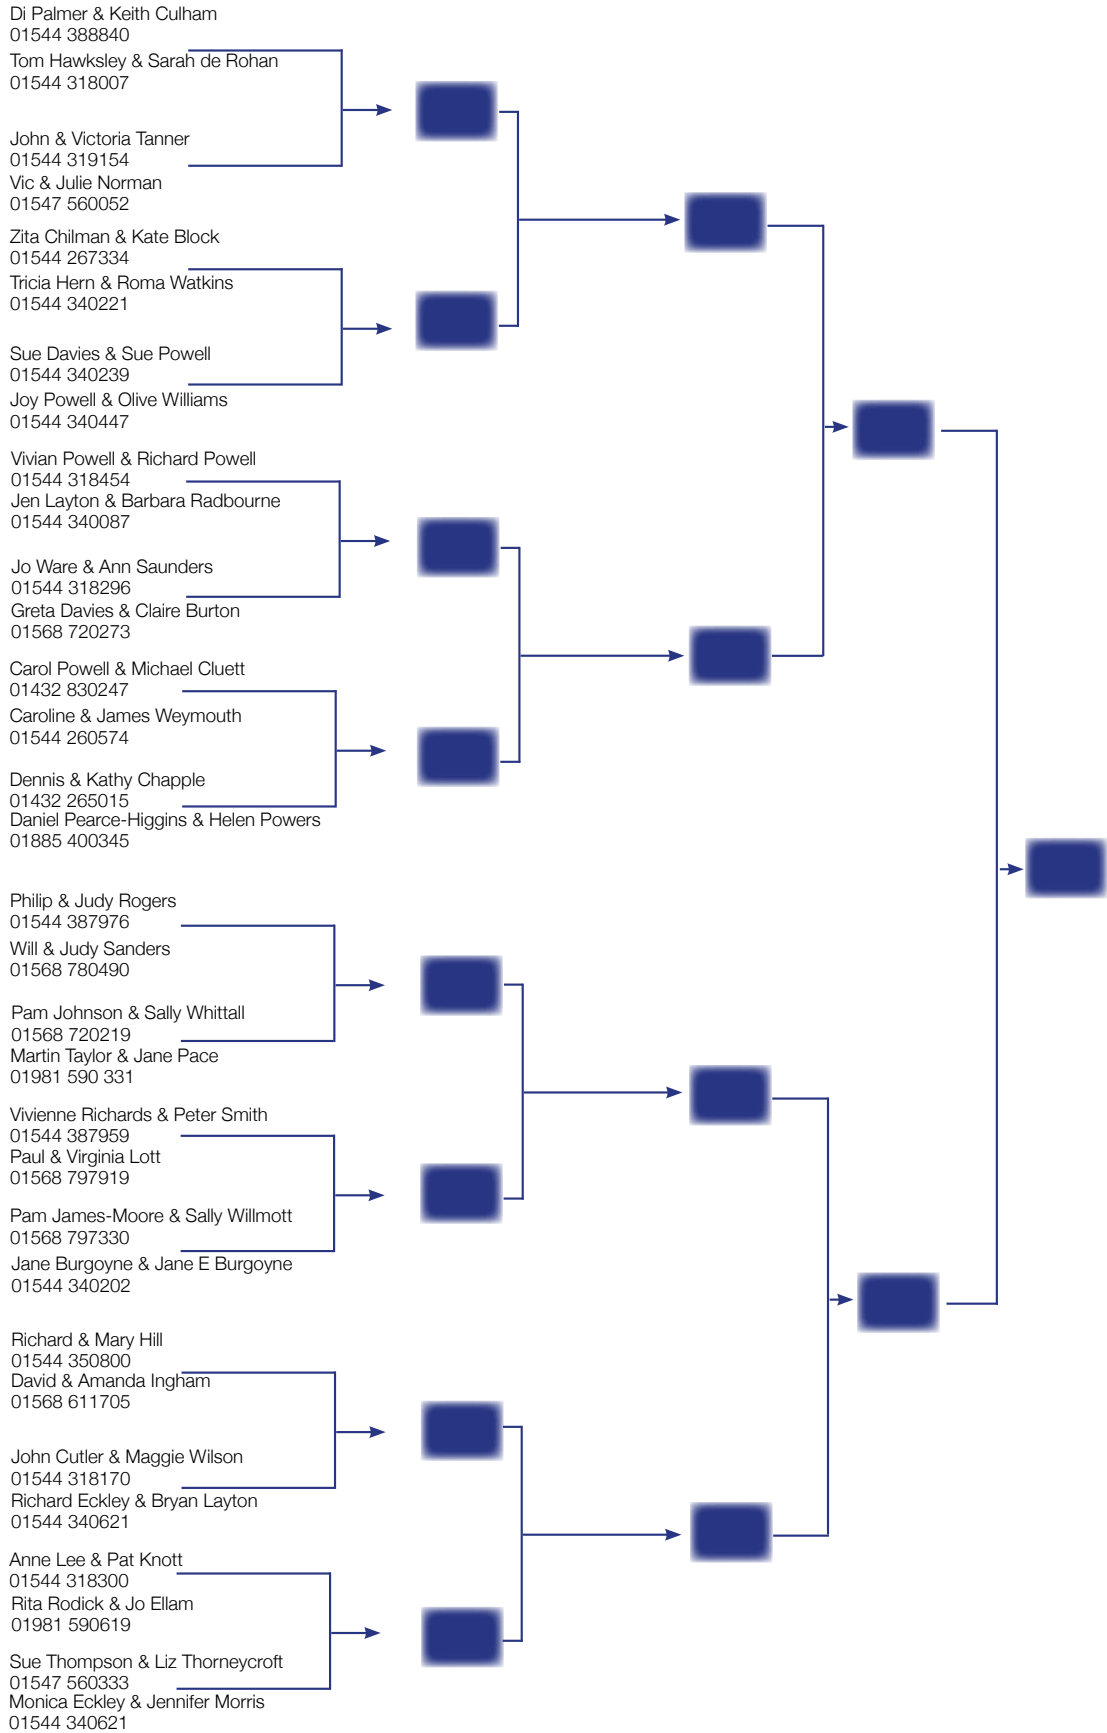 Di Palmer & Keith Culham
01544 388840
Tom Hawksley & Sarah de Rohan
01544 318007
John & Victoria Tanner
01544 319154
Vic & Julie Norman
01547 560052
Zita Chilman & Kate Block
01544 267334
Tricia Hern & Roma Watkins
01544 340221
Sue Davies & Sue Powell
01544 340239
Joy Powell & Olive Williams
01544 340447
Vivian Powell & Richard Powell
01544 318454
Jen Layton & Barbara Radbourne
01544 340087
Jo Ware & Ann Saunders
01544 318296
Greta Davies & Claire Burton
01568 720273
Carol Powell & Michael Cluett
01432 830247
Caroline & James Weymouth
01544 260574
Dennis & Kathy Chapple
01432 265015
Daniel Pearce-Higgins & Helen Powers
01885 400345
Philip & Judy Rogers
01544 387976
Will & Judy Sanders
01568 780490
Pam Johnson & Sally Whittall
01568 720219
Martin Taylor & Jane Pace
01981 590 331
Vivienne Richards & Peter Smith
01544 387959
Paul & Virginia Lott
01568 797919
Pam James-Moore & Sally Willmott
01568 797330
Jane Burgoyne & Jane E Burgoyne
01544 340202
Richard & Mary Hill
01544 350800
David & Amanda Ingham
01568 611705
John Cutler & Maggie Wilson
01544 318170
Richard Eckley & Bryan Layton
01544 340621
Anne Lee & Pat Knott
01544 318300
Rita Rodick & Jo Ellam
01981 590619
Sue Thompson & Liz Thorneycroft
01547 560333
Monica Eckley & Jennifer Morris
01544 340621